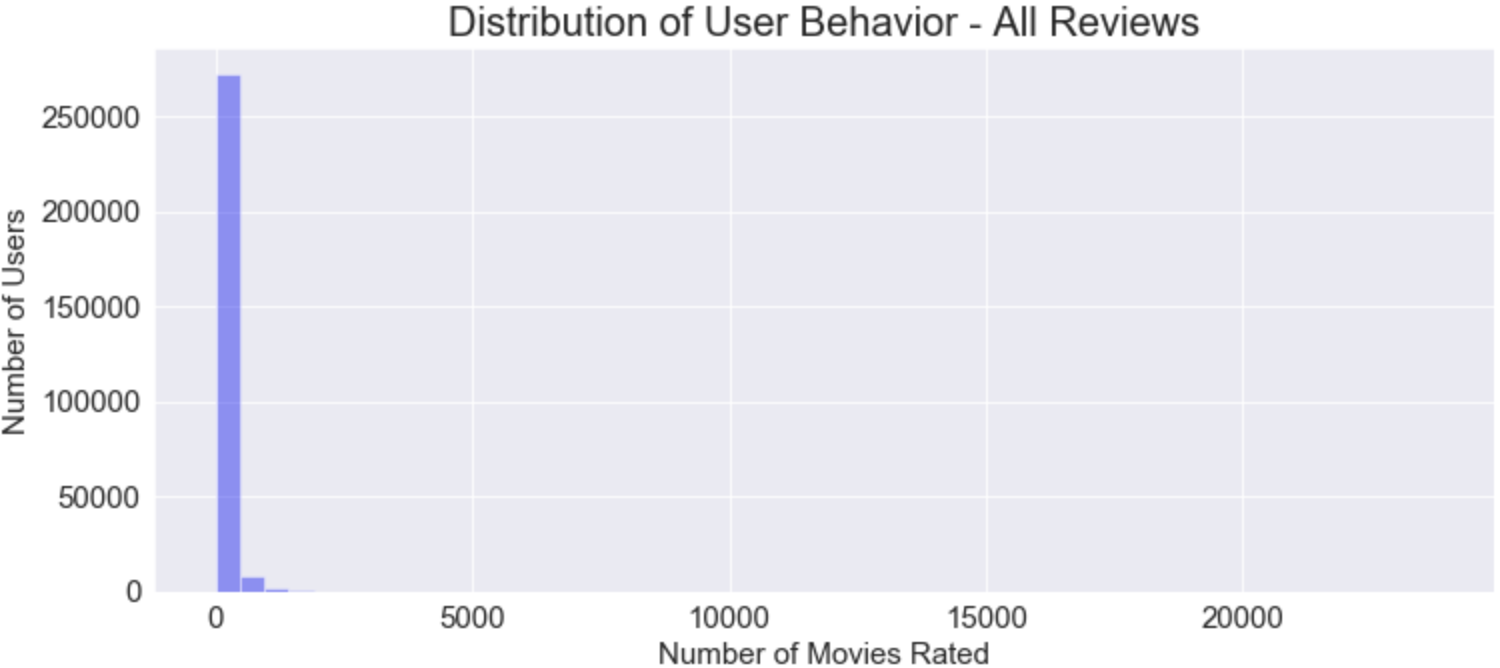 Distribution of User Behavior - All Reviews
Number of Users
250000
200000
150000
100000
50000
0
0 5000 10000 15000 20000
Number of Movies Rated